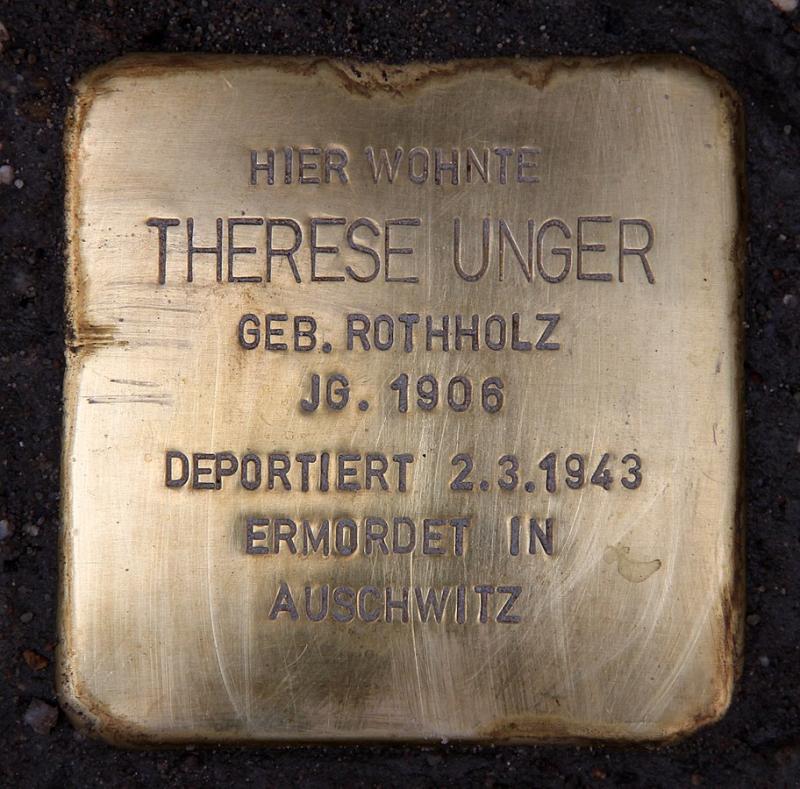 HIER WOHNTE
THERESE UNGER
GEB. ROTHHOLZ
JG. 1906
DEPORTIERT 2.3.1943
ERMORDET IN
AUSCHWITZ